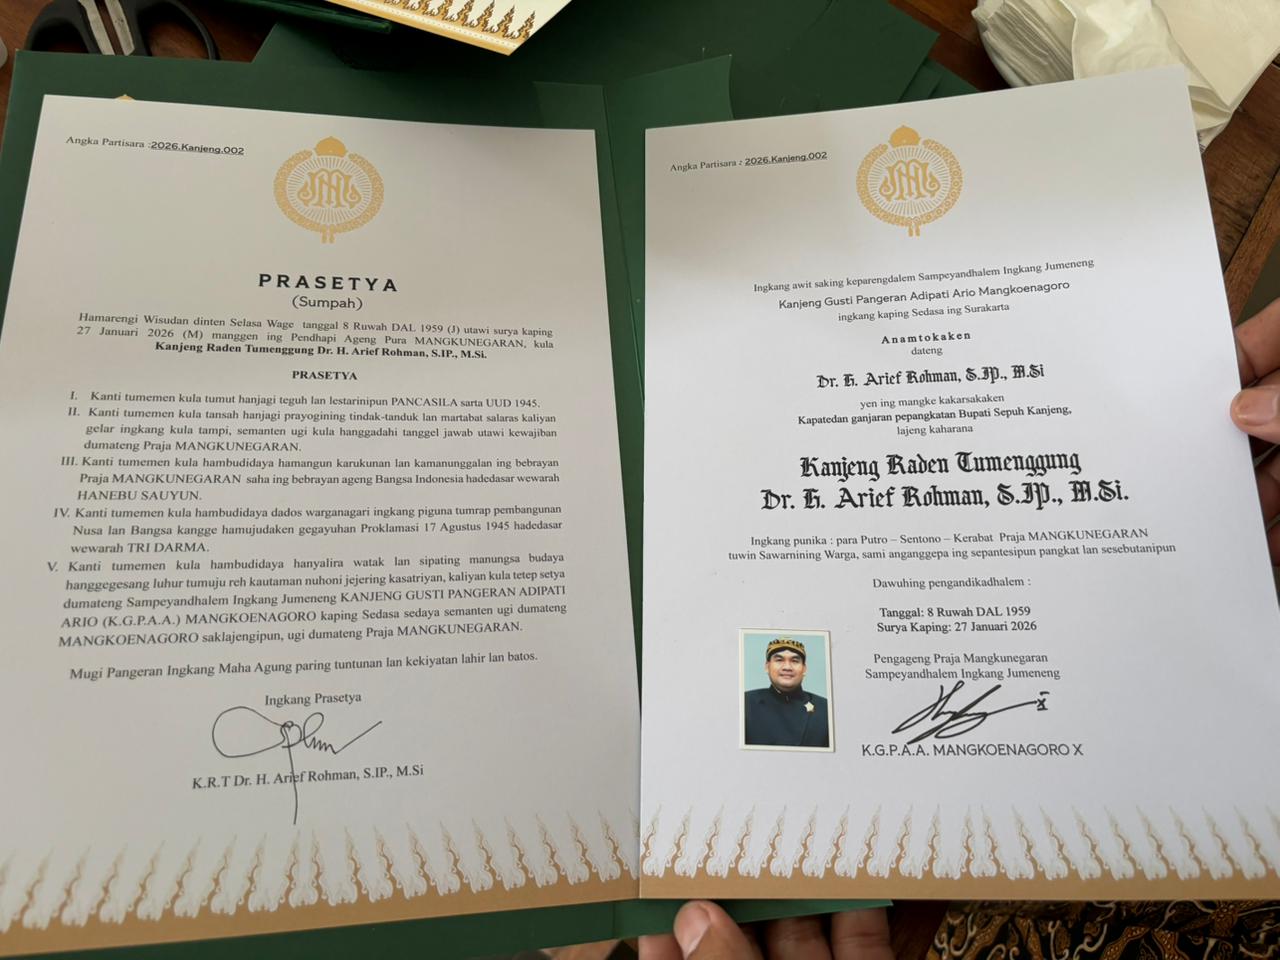 Angka Partisara :2026.Kanjeng.002
PRASETYA
(Sumpah)
Hamarengi Wisudan dinten Selasa Wage tanggal 8 Ruwah DAL 1959 (J) utawi surya kaping
27 Januari 2026 (M) manggen ing Pendhapi Ageng Pura MANGKUNEGARAN, kula
Kanjeng Raden Tumenggung Dr. H. Arief Rohman, S.IP., M.Si.
PRASETYA
I. Kanti tumemen kula tumut hanjagi teguh lan lestarinipun PANCASILA sarta UUD 1945.
II. Kanti tumemen kula tansah hanjagi prayogining tindak-tanduk lan martabat salaras kaliyan
gelar ingkang kula tampi, semanten ugi kula hanggadahi tanggel jawab utawi kewajiban
dumateng Praja MANGKUNEGARAN.
III. Kanti tumemen kula hambudidaya hamangun karukunan lan kamanunggalan ing bebrayan
Praja MANGKUNEGARAN saha ing bebrayan ageng Bangsa Indonesia hadedasar wewarah
HANEBU SAUYUN.
IV. Kanti tumemen kula hambudidaya dados warganagari ingkang piguna tumrap pembangunan
Nusa lan Bangsa kangge hamujudaken gegayuhan Proklamasi 17 Agustus 1945 hadedasar
wewarah TRI DARMA.
V. Kanti tumemen kula hambudidaya hanyalira watak lan sipating manungsa budaya
hanggegesang luhur tumuju reh kautaman nuhoni jejering kasatriyan, kaliyan kula tetep setya
dumateng Sampeyandhalem Ingkang Jumeneng KANJENG GUSTI PANGERAN ADIPATI
ARIO (K.G.P.A.A.) MANGKOENAGORO kaping Sedasa sedaya semanten ugi dumateng
MANGKOENAGORO saklajengipun, ugi dumateng Praja MANGKUNEGARAN.
Mugi Pangeran Ingkang Maha Agung paring tuntunan lan kekiyatan lahir lan batos.
Ingkang Prasetya
K.R.T Dr. H. Arief Rohman, S.IP., M.Si
Angka Partisara : 2026.Kanjeng.002
Ingkang awit saking keparengdalem Sampeyandhalem Ingkang Jumeneng
Kanjeng Gusti Pangeran Adipati Ario Mangkoenagoro
ingkang kaping Sedasa ing Surakarta
Anamtokaken
dateng
Dr. H. Arief Rohman, S.IP., M.Si
yen ing mangke kakarsakaken
Kapatedan ganjaran pepangkatan Bupati Sepuh Kanjeng,
lajeng kaharana
Kanjeng Raden Tumenggung
Dr. H. Arief Rohman, S.IP., M.Si.
Ingkang punika : para Putro – Sentono – Kerabat Praja MANGKUNEGARAN
tuwin Sawarnining Warga, sami anganggepa ing sepantesipun pangkat lan sesebutanipun
Dawuhing pengandikadhalem :
Tanggal: 8 Ruwah DAL 1959
Surya Kaping: 27 Januari 2026
Pengageng Praja Mangkunegaran
Sampeyandhalem Ingkang Jumeneng
K.G.P.A.A. MANGKOENAGORO X